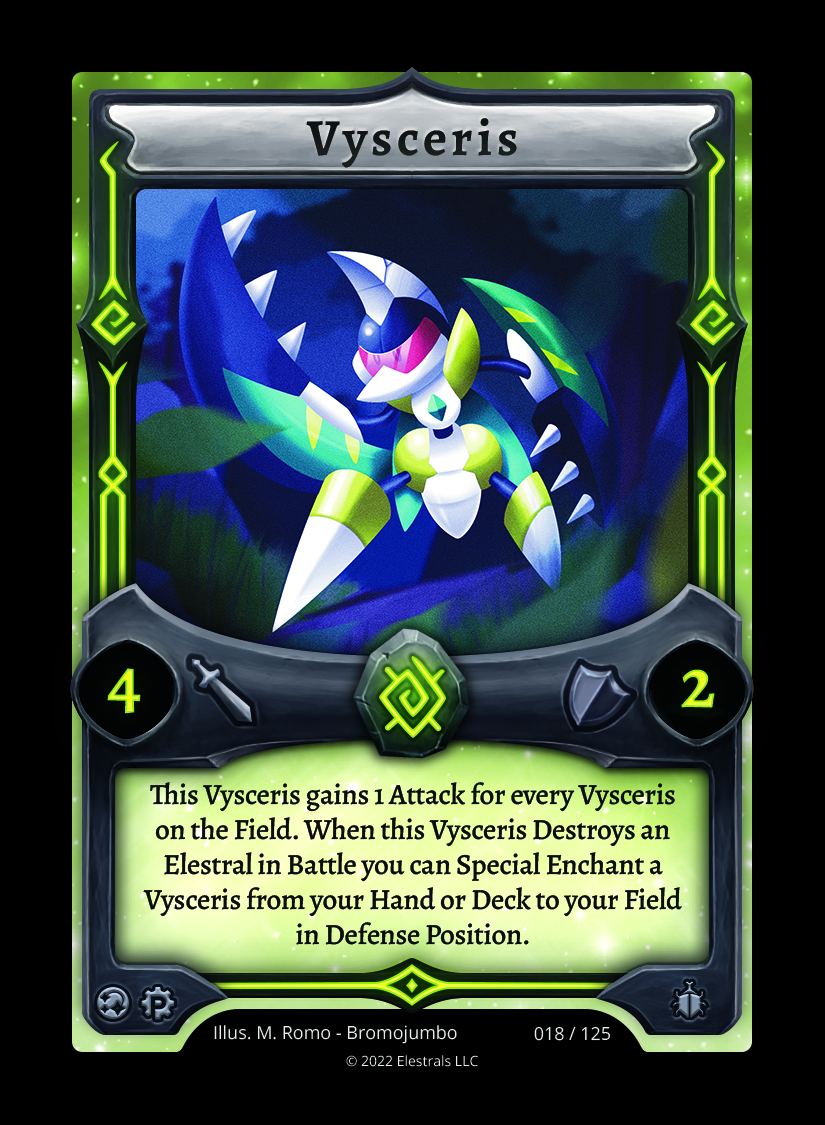 Vysceris
4
2
This Vysceris gains 1 Attack for every Vysceris
on the Field. When this Vysceris Destroys an
Elestral in Battle you can Special Enchant a
Vysceris from your Hand or Deck to your Field
in Defense Position.
P
Illus. M. Romo - Bromojumbo 018 / 125
© 2022 Elestrals LLC